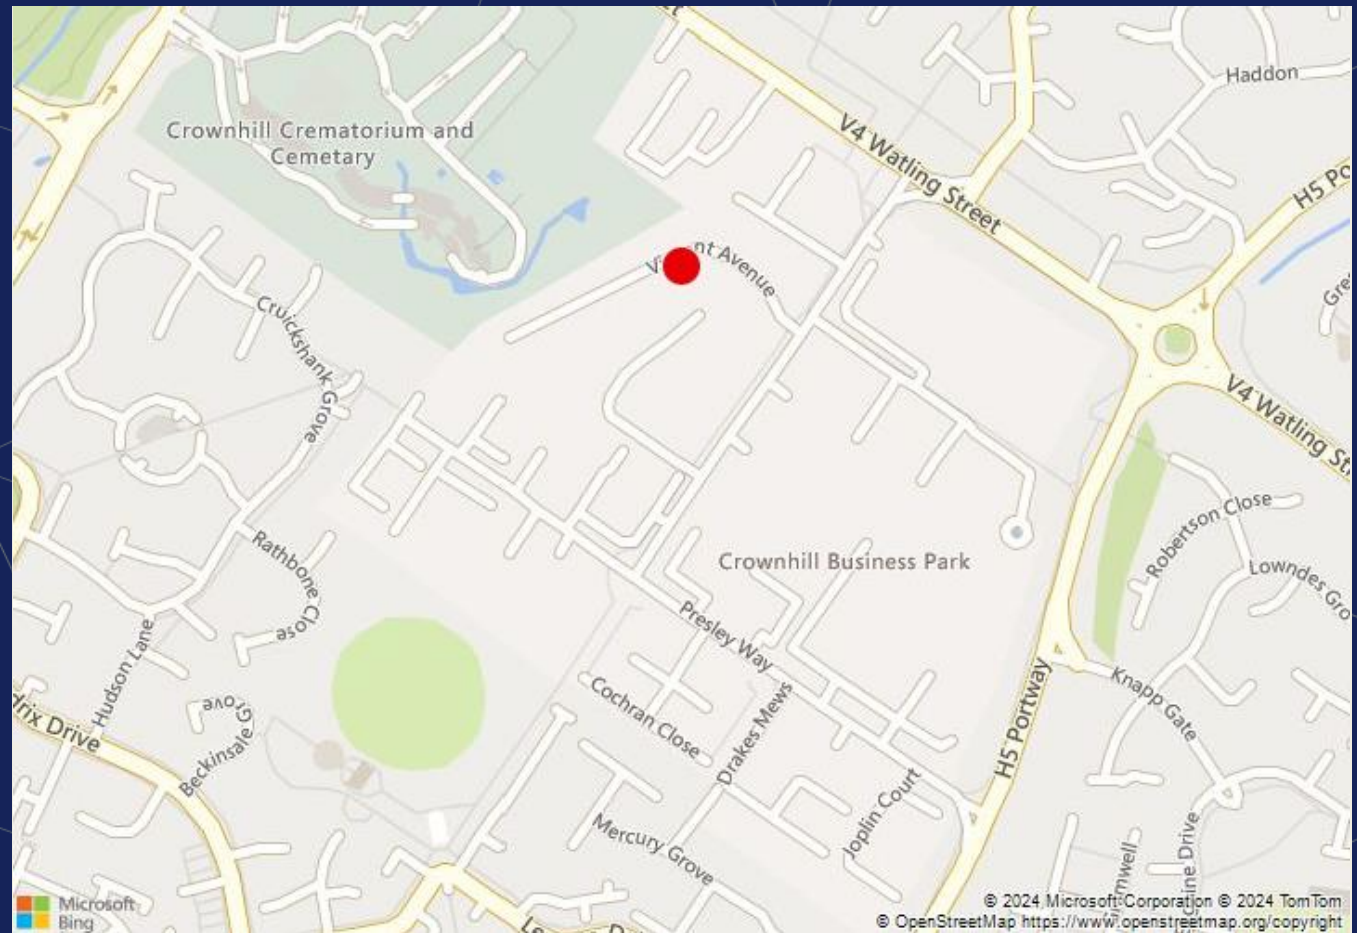 Haddon
V4 Watling Street
H5 Po
Crownhill Crematorium and
Cemetary
nt Avenue
Cruickshank Grove
Gre
V4 Watling St
Robertson Close
Lowndes Gro
Rathbone Close
Crownhill Business Park
Presley Way
Hudson Lane
Knapp Gate
drix Drive
Beckinsale Grove
Cochran Close
Drakes Mews
H5 Portway
Joplin Court
Mercury Grove
Microsoft
Bing
© 2024 Microsoft Corporation © 2024 TomTom
© OpenStreetMap https://www.openstreetmap.org/copyright